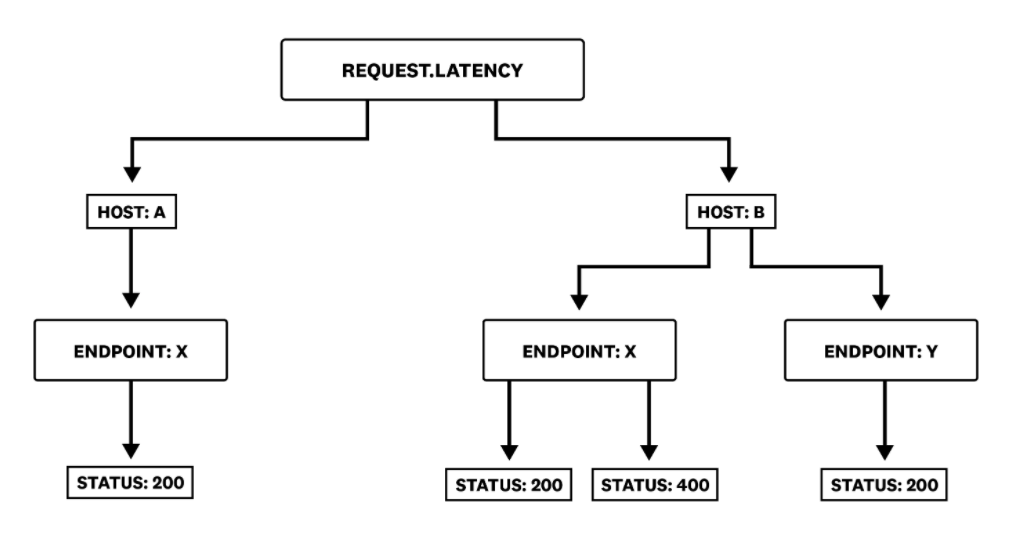 REQUEST.LATENCY
HOST: A
HOST: B
ENDPOINT: X
ENDPOINT: X
ENDPOINT: Y
STATUS: 200
STATUS: 200
STATUS: 400
STATUS: 200